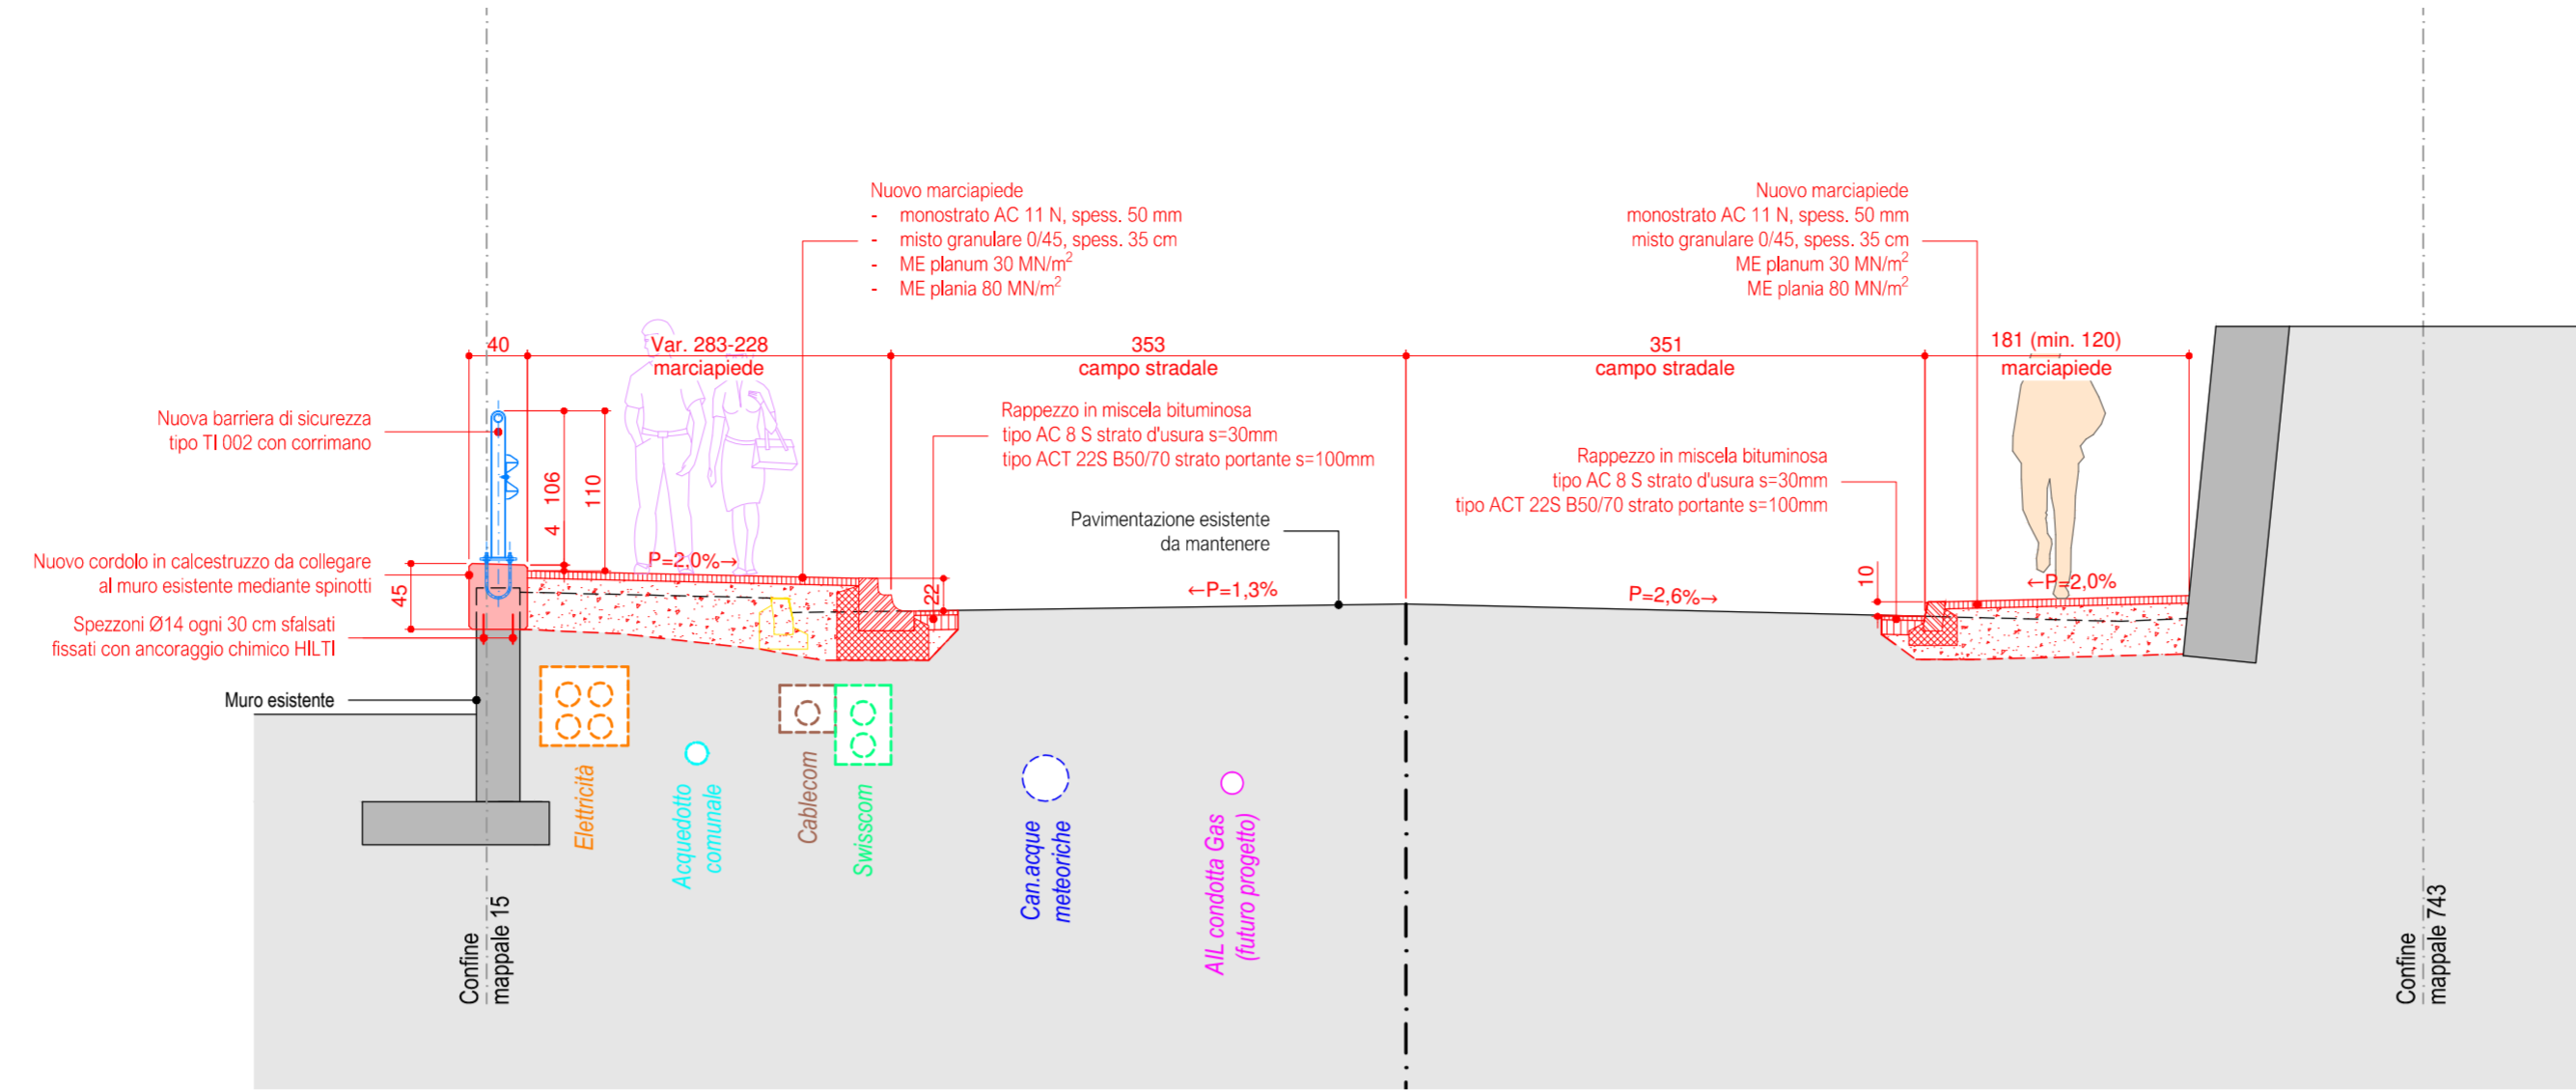 Nuovo marciapiede
- monostrato AC 11 N, spess. 50 mm
- misto granulare 0/45, spess. 35 cm
- ME planum 30 MN/m²
- ME plania 80 MN/m²
Nuovo marciapiede
monostrato AC 11 N, spess. 50 mm
misto granulare 0/45, spess. 35 cm
ME planum 30 MN/m²
ME plania 80 MN/m²
40
Var. 283-228
marciapiede
353
campo stradale
351
campo stradale
181 (min. 120)
marciapiede
Nuova barriera di sicurezza
tipo TI 002 con corrimano
106
4
110
Rappezzo in miscela bituminosa
tipo AC 8 S strato d'usura s=30mm
tipo ACT 22S B50/70 strato portante s=100mm
Rappezzo in miscela bituminosa
tipo AC 8 S strato d'usura s=30mm
tipo ACT 22S B50/70 strato portante s=100mm
Pavimentazione esistente
da mantenere
Nuovo cordolo in calcestruzzo da collegare
al muro esistente mediante spinotti
45
P=2,0%→
22
←P=1,3%
P=2,6%→
10
←P=2,0%
Spezzoni Ø14 ogni 30 cm sfalsati
fissati con ancoraggio chimico HILTI
Muro esistente
Elettricità
Acquedotto
comunale
Cablecom
Swisscom
Can.acque
meteoriche
AIL condotta Gas
(futuro progetto)
Confine
mappale 15
Confine
mappale 743